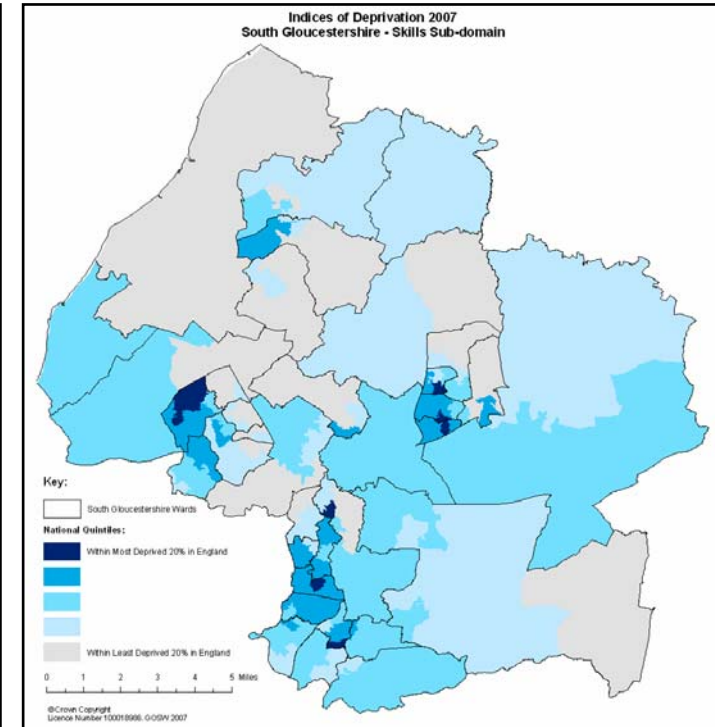 Indices of Deprivation 2007
South Gloucestershire - Skills Sub-domain
Key:
South Gloucestershire Wards
National Quintiles:
Within Most Deprived 20% in England
Within Least Deprived 20% in England
0 1 2 3 4 5 Miles
©Crown Copyright
Licence Number 100018986. GOSW 2007